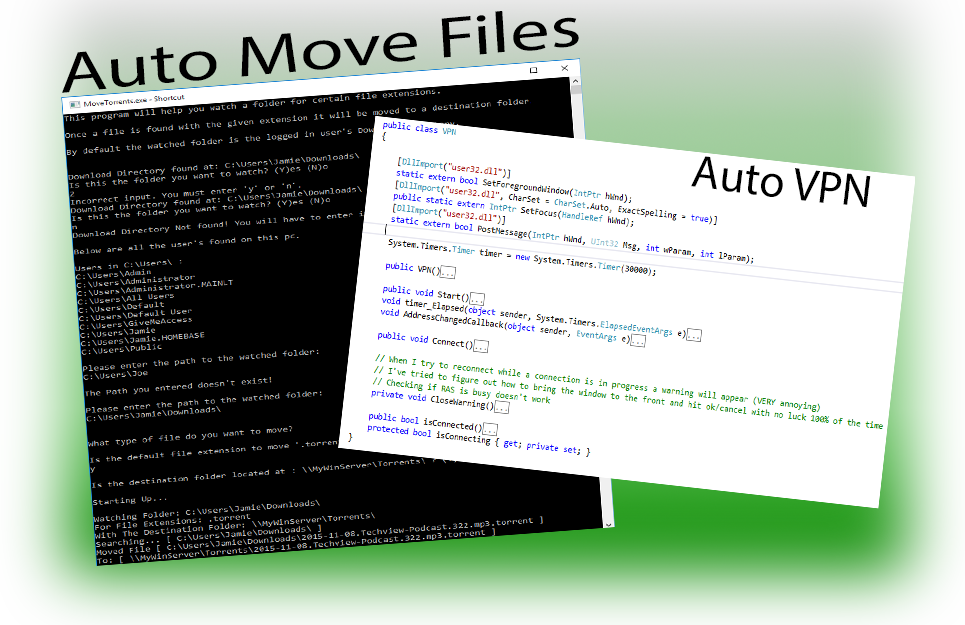 Auto Move Files
MoveTorrents.exe - Shortcut
This program will help you watch a folder for certain file extensions.
Once a file is found with the given extension it will be moved to a destination folder
By default the watched folder is the logged in user's Dow
Download Directory found at: C:\Users\Jamie\Downloads\
Is this the folder you want to watch? (Y)es (N)o
2
Incorrect input. You must enter 'y' or 'n'.
Download Directory found at: C:\Users\Jamie\Downloads\
Is this the folder you want to watch? (Y)es (N)o
n
Download Directory Not found! You will have to enter i
Below are all the user's found on this pc.
Users in C:\Users\ :
C:\Users\Admin
C:\Users\Administrator
C:\Users\Administrator.MAINLT
C:\Users\All Users
C:\Users\Default
C:\Users\Default User
C:\Users\GiveMeAccess
C:\Users\Jamie
C:\Users\Jamie.HOMEBASE
C:\Users\Public
Please enter the path to the watched folder:
C:\Users\Joe
The Path you entered doesn't exist!
Please enter the path to the watched folder:
C:\Users\Jamie\Downloads\
What type of file do you want to move?
Is the default file extension to move '.torren
y
Is the destination folder located at : \\MyWinServer\Torrents\ ?
Starting Up...
Watching Folder: C:\Users\Jamie\Downloads\
For File Extensions: .torrent
With The Destination Folder: \\MyWinServer\Torrents\
Searching... [ C:\Users\Jamie\Downloads\ ]
Moved File [ C:\Users\Jamie\Downloads\2015-11-08.Techview-Podcast.322.mp3.torrent ]
To: [ \\MyWinServer\Torrents\2015-11-08.Techview-Podcast.322.mp3.torrent ]
Auto VPN
public class VPN
{
[DllImport("user32.dll")]
static extern bool SetForegroundWindow(IntPtr hWnd);
[DllImport("user32.dll", CharSet = CharSet.Auto, ExactSpelling = true)]
public static extern IntPtr SetFocus(HandleRef hWnd);
[DllImport("user32.dll")]
static extern bool PostMessage(IntPtr hWnd, UInt32 Msg, int wParam, int lParam);
System.Timers.Timer timer = new System.Timers.Timer(30000);
public VPN()...
public void Start()...
void timer_Elapsed(object sender, System.Timers.ElapsedEventArgs e)...
void AddressChangedCallback(object sender, EventArgs e)...
public void Connect()...
// When I try to reconnect while a connection is in progress a warning will appear (VERY annoying)
// I've tried to figure out how to bring the window to the front and hit ok/cancel with no luck 100% of the time
// Checking if RAS is busy doesn't work
private void CloseWarning()...
public bool isConnected()...
protected bool isConnecting { get; private set; }
}